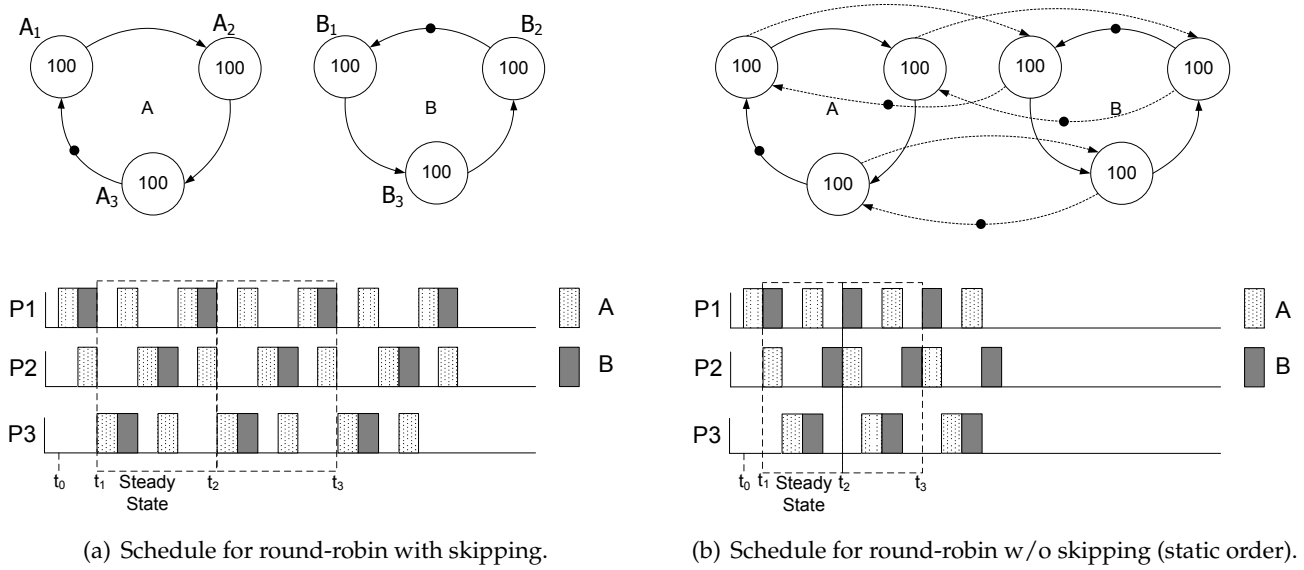 A1 A2 B1 B2
100 100 100 100
A B
100 100
A3 B3
100 100 100 100
A B
100 100
P1
P2
P3
t0 t1 Steady State t2 t3
A
B
(a) Schedule for round-robin with skipping.
P1
P2
P3
t0 t1 Steady State t2 t3
A
B
(b) Schedule for round-robin w/o skipping (static order).